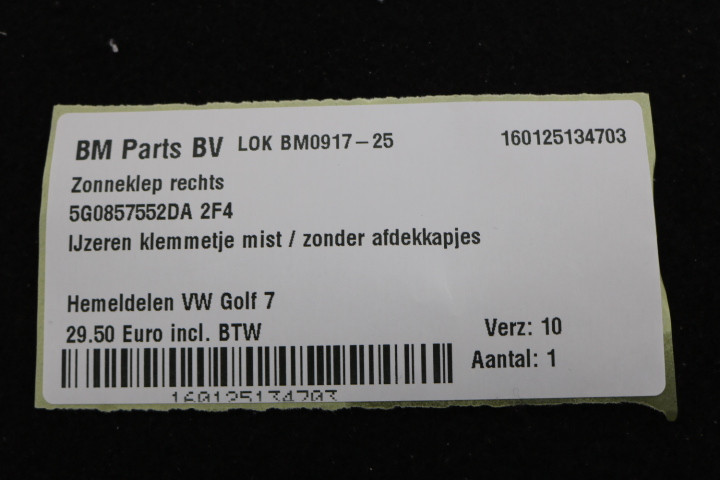 BM Parts BV LOK BM0917-25 160125134703
Zonneklep rechts
5G0857552DA 2F4
IJzeren klemmetje mist / zonder afdekkapjes
Hemeldelen VW Golf 7
29.50 Euro incl. BTW Verz: 10
Aantal: 1
160125134703